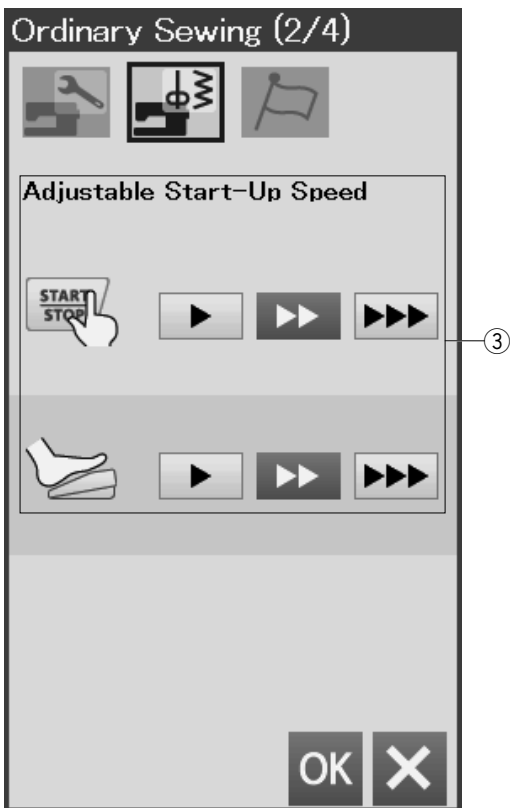 Ordinary Sewing (2/4)
Adjustable Start-Up Speed
START
STOP
③
OK